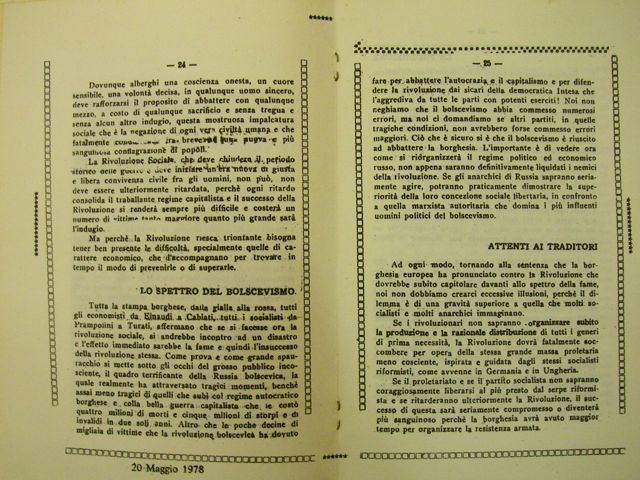 — 24 —
Dovunque alberghi una coscienza onesta, un cuore
sensibile, una volontà decisa, in qualunque uomo sincero,
deve rafforzarsi il proposito di abbattere con qualunque
mezzo, a costo di qualunque sacrificio e senza tregua e
senza alcun altro indugio, questa mostruosa impalcatura
sociale che è la negazione di ogni vera civiltà umana e che
fatalmente fra breve ad una nuova e più
sanguinosa conflagrazione di popoli.
La Rivoluzione Sociale, che deve chiudere il periodo
storico delle guerre e deve iniziare un'era nuova di giusta
e libera convivenza civile fra gli uomini, non può, non
deve essere ulteriormente ritardata, perchè ogni ritardo
consolida il traballante regime capitalista e il successo della
Rivoluzione si renderà sempre più difficile e costerà un
numero di vittime tanto maggiore quanto più grande sarà
l'indugio.
Ma perchè la Rivoluzione riesca trionfante bisogna
tener ben presente le difficoltà, specialmente quelle di ca-
rattere economico, che l'accompagnano per trovare in
tempo il modo di prevenirle o di superarle.
LO SPETTRO DEL BOLSCEVISMO.
Tutta la stampa borghese, dalla gialla alla rossa, tutti
gli economisti da Einaudi a Cabiati, tutti i socialisti da
Prampolini a Turati, affermano che se si facesse ora la
rivoluzione sociale, si andrebbe incontro ad un disastro
e l'effetto immediato sarebbe la fame e quindi l'insuccesso
della rivoluzione stessa. Come prova e come grande spau-
racchio si mette sotto gli occhi del grosso pubblico inco-
sciente, il quadro terrificante della Russia bolscevica, la
quale realmente ha attraversato tragici momenti, benchè
assai meno tragici di quelli che subì col regime autocratico
borghese e colla bella guerra capitalista che le costò
quattro milioni di morti e cinque milioni di storpi e di
invalidi in due soli anni. Altro che le poche decine di
migliaia di vittime che la rivoluzione bolscevica ha dovuto
20 Maggio 1978
— 25 —
fare per abbattere l'autocrazia e il capitalismo e per difen-
dere la rivoluzione dai sicari della democratica Intesa che
l'aggrediva da tutte le parti con potenti eserciti! Noi non
neghiamo che il bolscevismo abbia commesso numerosi
errori, ma noi ci domandiamo se altri partiti, in quelle
tragiche condizioni, non avrebbero forse commesso errori
maggiori. Ciò che è sicuro si è che il bolscevismo è riuscito
ad abbattere la borghesia. L'importante è di vedere ora
come si riorganizzerà il regime politico ed economico
russo, non appena saranno definitivamente liquidati i nemici
della rivoluzione. Se gli anarchici di Russia sapranno seria-
mente agire, potranno praticamente dimostrare la supe-
riorità della loro concezione sociale libertaria, in confronto
a quella marxista autoritaria che domina i più influenti
uomini politici del bolscevismo.
ATTENTI AI TRADITORI
Ad ogni modo, tornando alla sentenza che la bor-
ghesia europea ha pronunciato contro la Rivoluzione che
dovrebbe subito capitolare davanti allo spettro della fame,
noi non dobbiamo crearci eccessive illusioni, perchè il di-
lemma è di una gravità superiore a quella che molti so-
cialisti e molti anarchici immaginano.
Se i rivoluzionari non sapranno organizzare subito
la produzione e la razionale distribuzione di tutti i generi
di prima necessità, la Rivoluzione dovrà fatalmente soc-
combere per opera della stessa grande massa proletaria
meno cosciente, ispirata e guidata dagli stessi socialisti
riformisti, come avvenne in Germania e in Ungheria.
Se il proletariato e se il partito socialista non sapranno
coraggiosamente liberarsi al più presto dal serpe riformi-
sta e se ritarderanno ulteriormente la Rivoluzione, il suc-
cesso di questa sarà seriamente compromesso o diventerà
più sanguinoso perchè la borghesia avrà avuto maggior
tempo per organizzare la resistenza armata.